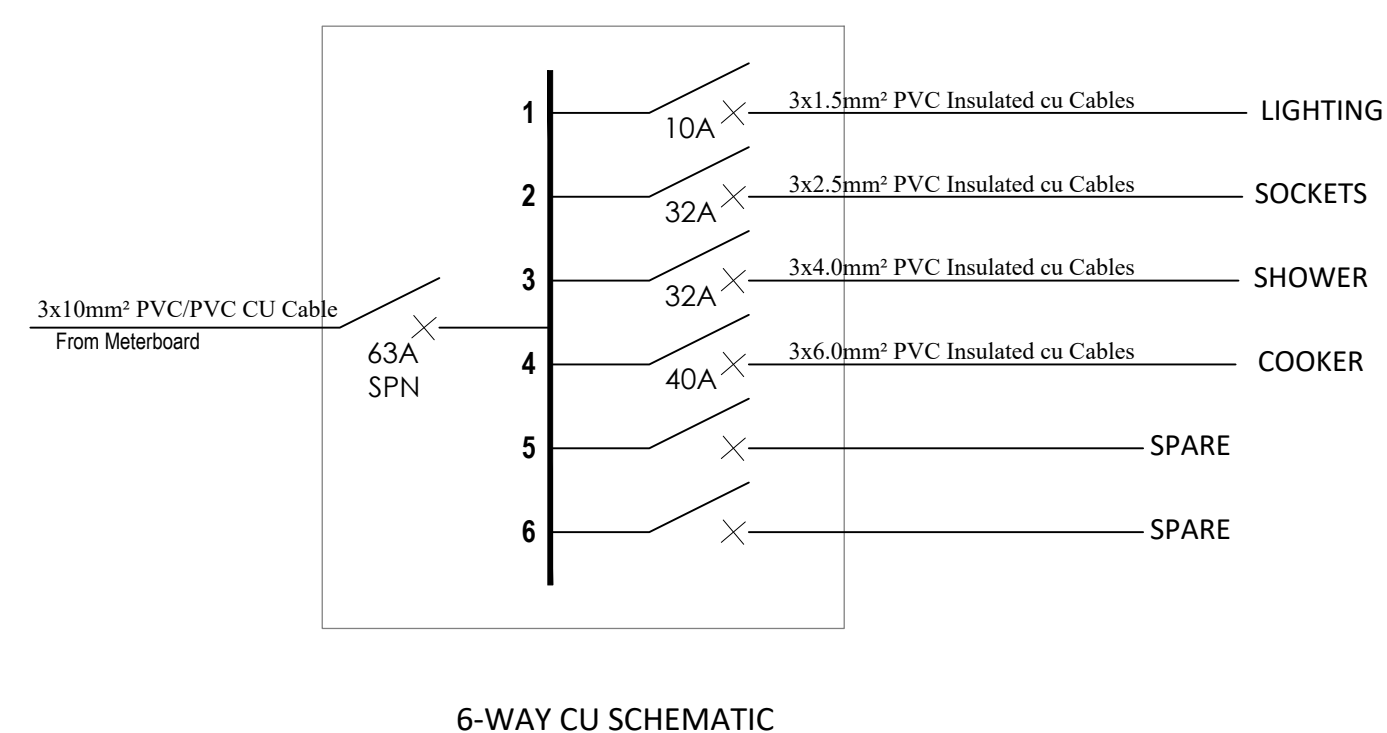 1
10A
3x1.5mm² PVC Insulated cu Cables
LIGHTING
2
32A
3x2.5mm² PVC Insulated cu Cables
SOCKETS
3
32A
3x4.0mm² PVC Insulated cu Cables
SHOWER
3x10mm² PVC/PVC CU Cable
From Meterboard
63A
SPN
4
40A
3x6.0mm² PVC Insulated cu Cables
COOKER
5
SPARE
6
SPARE
6-WAY CU SCHEMATIC